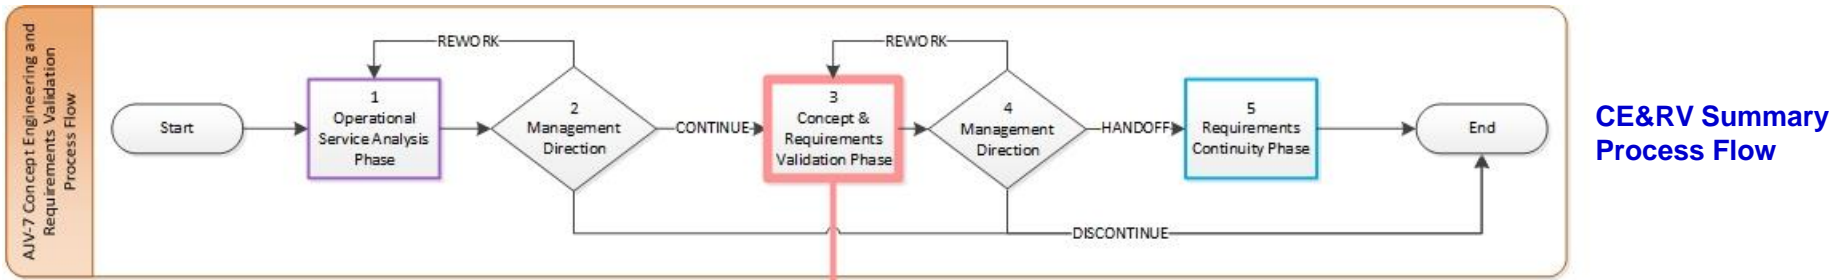 AJV-7 Concept Engineering and
Requirements Validation
Process Flow
Start
REWORK
1
Operational
Service Analysis
Phase
2
Management
Direction
CONTINUE
REWORK
3
Concept &
Requirements
Validation Phase
4
Management
Direction
HANDOFF
5
Requirements
Continuity Phase
End
DISCONTINUE
CE&RV Summary
Process Flow